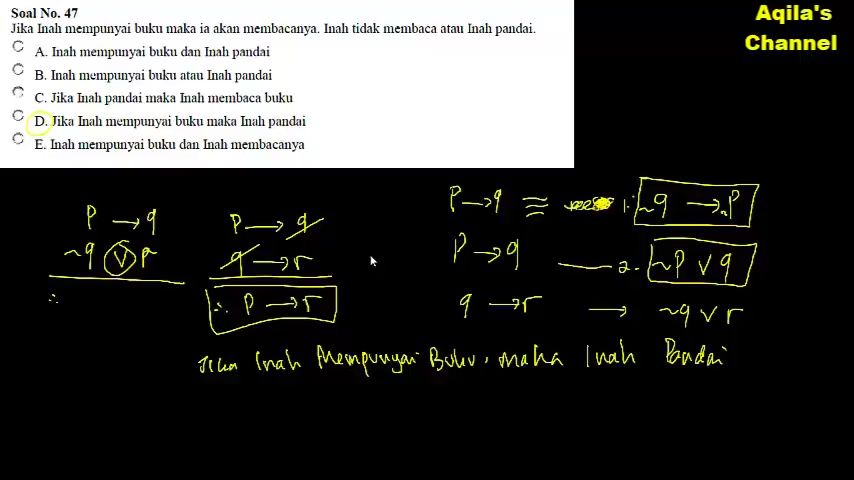 Soal No. 47
Aqila's
Channel
Jika Inah mempunyai buku maka ia akan membacanya. Inah tidak membaca atau Inah pandai.
A. Inah mempunyai buku dan Inah pandai
B. Inah mempunyai buku atau Inah pandai
C. Jika Inah pandai maka Inah membaca buku
D. Jika Inah mempunyai buku maka Inah pandai
E. Inah mempunyai buku dan Inah membacanya
P → q
~q ∨ r
∴
P → q
q → r
∴ P → r
P → q ≅ 1. ~q → ~P
P → q — 2. ~P ∨ q
q → r → ~q ∨ r
Jika Inah Mempunyai Buku, maka Inah Pandai